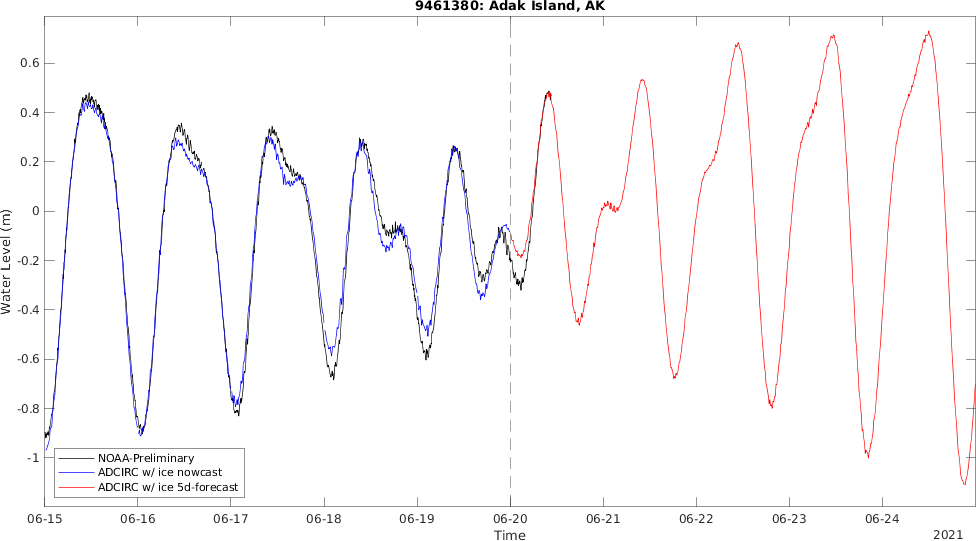 9461380: Adak Island, AK
Water Level (m)
0.6
0.4
0.2
0
-0.2
-0.4
-0.6
-0.8
-1
NOAA-Preliminary
ADCIRC w/ ice nowcast
ADCIRC w/ ice 5d-forecast
06-15 06-16 06-17 06-18 06-19 06-20 06-21 06-22 06-23 06-24
Time
2021